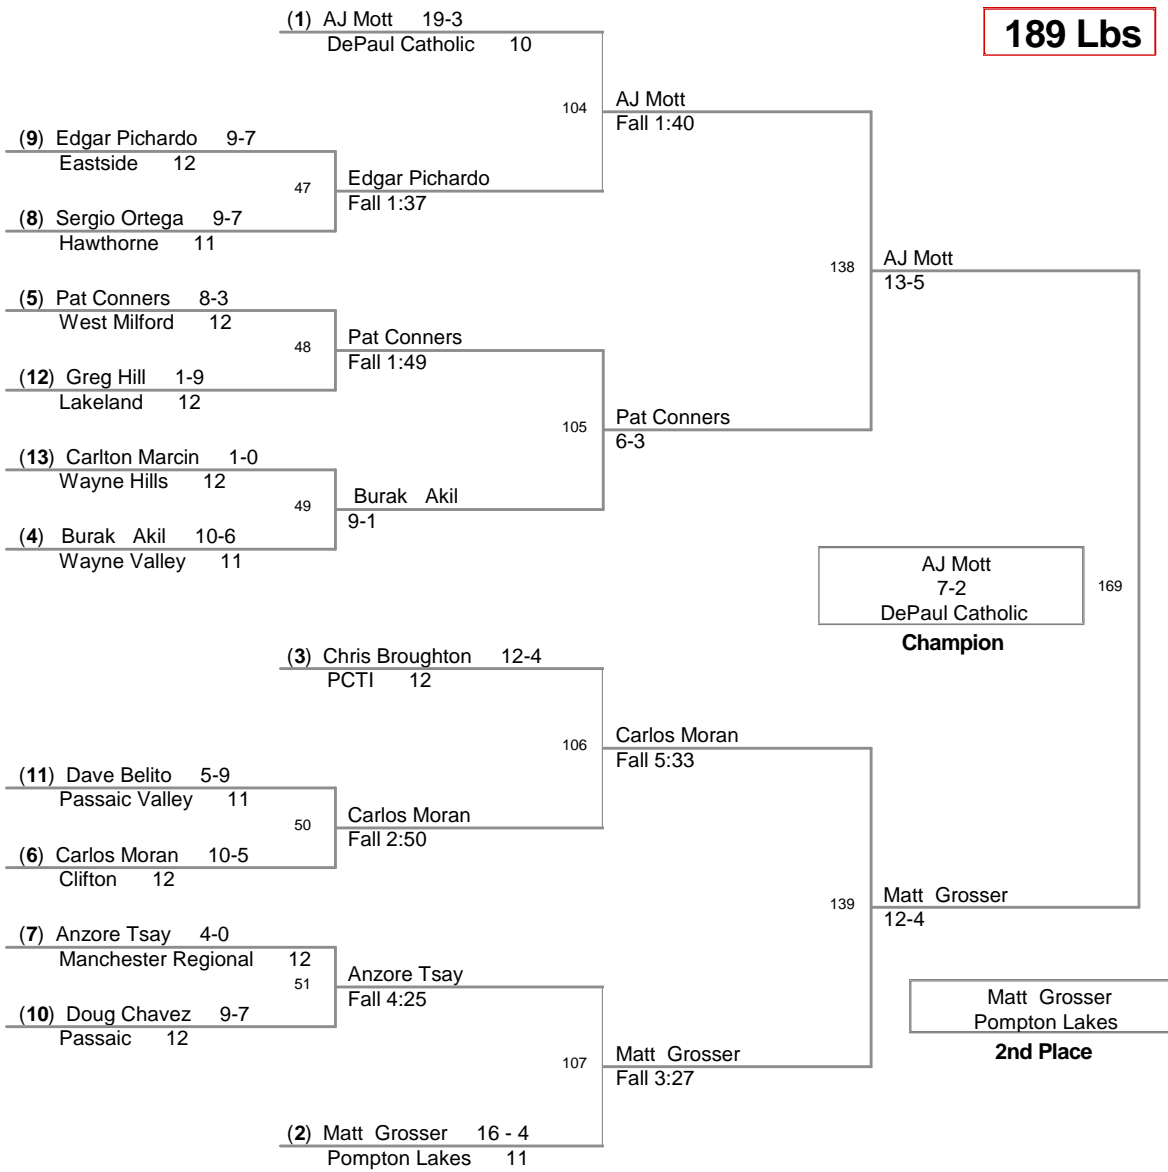 (1) AJ Mott 19-3
DePaul Catholic 10
189 Lbs
104
AJ Mott
Fall 1:40
(9) Edgar Pichardo 9-7
Eastside 12
47
Edgar Pichardo
Fall 1:37
(8) Sergio Ortega 9-7
Hawthorne 11
138
AJ Mott
13-5
(5) Pat Conners 8-3
West Milford 12
48
Pat Conners
Fall 1:49
(12) Greg Hill 1-9
Lakeland 12
105
Pat Conners
6-3
(13) Carlton Marcin 1-0
Wayne Hills 12
49
Burak Akil
9-1
(4) Burak Akil 10-6
Wayne Valley 11
AJ Mott
7-2
DePaul Catholic
169
Champion
(3) Chris Broughton 12-4
PCTI 12
106
Carlos Moran
Fall 5:33
(11) Dave Belito 5-9
Passaic Valley 11
50
Carlos Moran
Fall 2:50
(6) Carlos Moran 10-5
Clifton 12
139
Matt Grosser
12-4
(7) Anzore Tsay 4-0
Manchester Regional 12
51
Anzore Tsay
Fall 4:25
(10) Doug Chavez 9-7
Passaic 12
Matt Grosser
Pompton Lakes
2nd Place
107
Matt Grosser
Fall 3:27
(2) Matt Grosser 16 - 4
Pompton Lakes 11